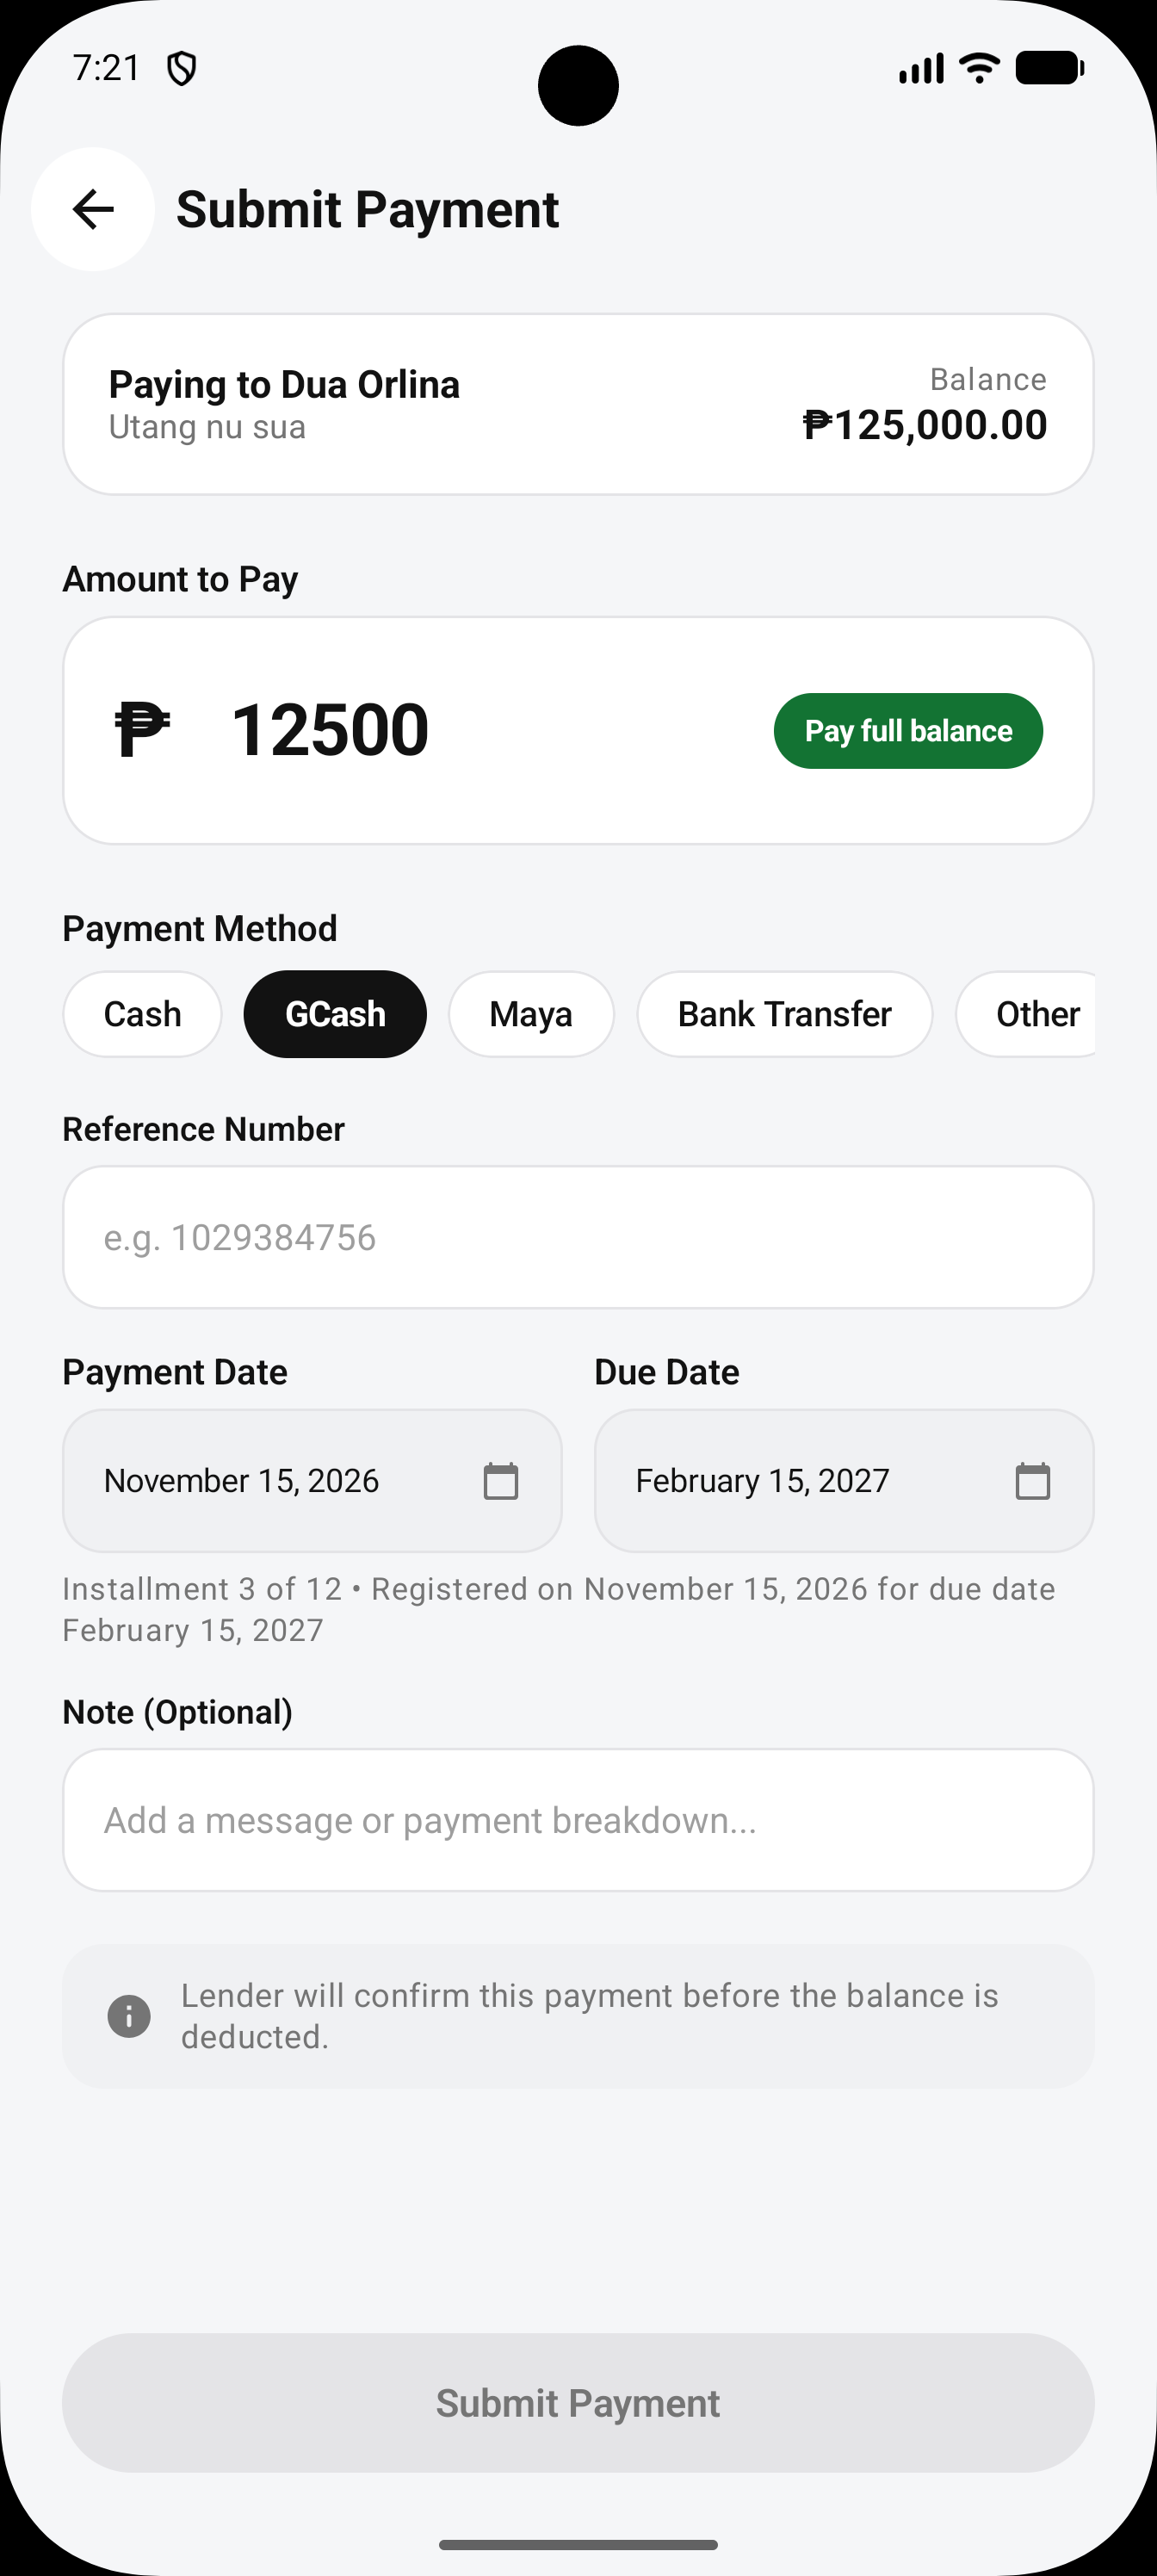 7:21
Submit Payment
Paying to Dua Orlina
Utang nu sua
Balance
₱125,000.00
Amount to Pay
₱ 12500
Pay full balance
Payment Method
Cash GCash Maya Bank Transfer Other
Reference Number
e.g. 1029384756
Payment Date Due Date
November 15, 2026 February 15, 2027
Installment 3 of 12 • Registered on November 15, 2026 for due date
February 15, 2027
Note (Optional)
Add a message or payment breakdown...
Lender will confirm this payment before the balance is
deducted.
Submit Payment